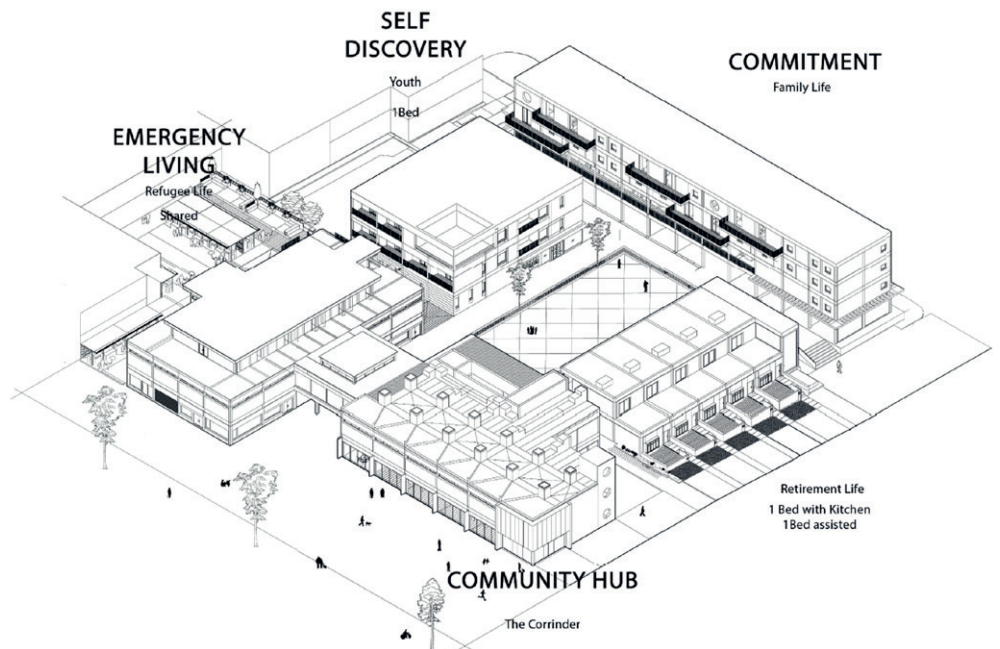 SELF
DISCOVERY
Youth
1Bed
COMMITMENT
Family Life
EMERGENCY
LIVING
Refugee Life
Shared
Retirement Life
1 Bed with Kitchen
1Bed assisted
COMMUNITY HUB
The Corrinder